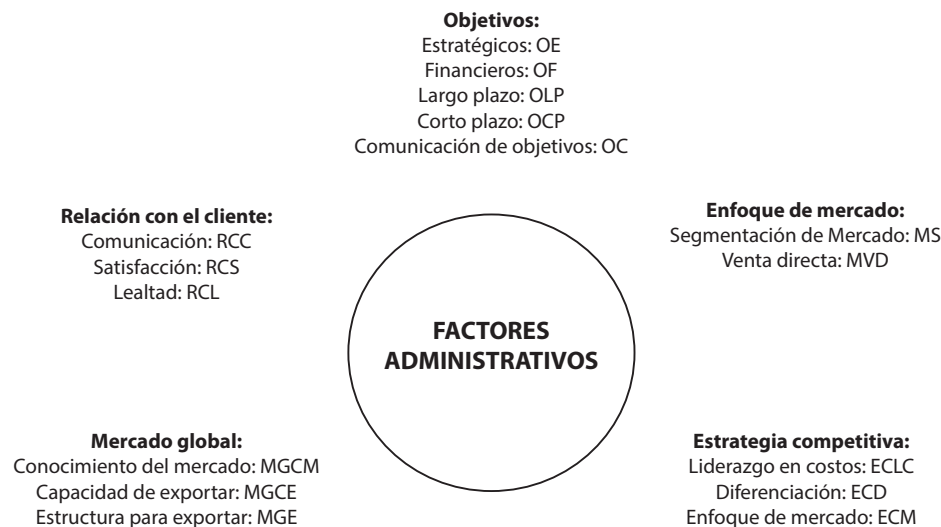 Objetivos:
Estratégicos: OE
Financieros: OF
Largo plazo: OLP
Corto plazo: OCP
Comunicación de objetivos: OC
Relación con el cliente:
Comunicación: RCC
Satisfacción: RCS
Lealtad: RCL
Enfoque de mercado:
Segmentación de Mercado: MS
Venta directa: MVD
FACTORES
ADMINISTRATIVOS
Mercado global:
Conocimiento del mercado: MGCM
Capacidad de exportar: MGCE
Estructura para exportar: MGE
Estrategia competitiva:
Liderazgo en costos: ECLC
Diferenciación: ECD
Enfoque de mercado: ECM